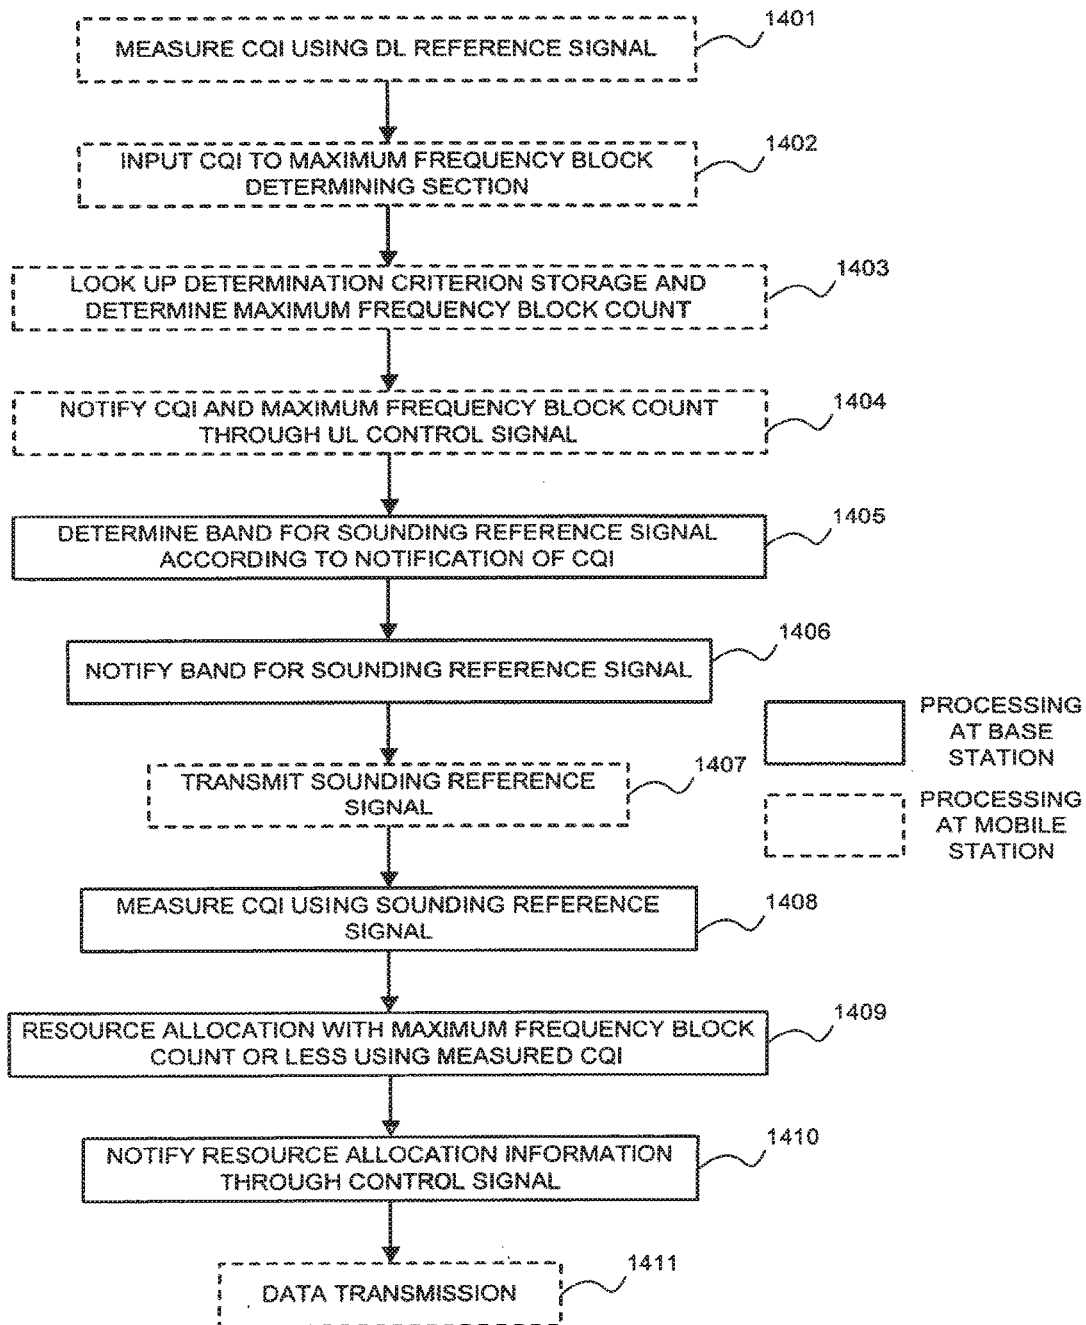 1401
MEASURE CQI USING DL REFERENCE SIGNAL
1402
INPUT CQI TO MAXIMUM FREQUENCY BLOCK
DETERMINING SECTION
1403
LOOK UP DETERMINATION CRITERION STORAGE AND
DETERMINE MAXIMUM FREQUENCY BLOCK COUNT
1404
NOTIFY CQI AND MAXIMUM FREQUENCY BLOCK COUNT
THROUGH UL CONTROL SIGNAL
1405
DETERMINE BAND FOR SOUNDING REFERENCE SIGNAL
ACCORDING TO NOTIFICATION OF CQI
1406
NOTIFY BAND FOR SOUNDING REFERENCE SIGNAL
PROCESSING
AT BASE
STATION
1407
TRANSMIT SOUNDING REFERENCE
SIGNAL
PROCESSING
AT MOBILE
STATION
1408
MEASURE CQI USING SOUNDING REFERENCE
SIGNAL
1409
RESOURCE ALLOCATION WITH MAXIMUM FREQUENCY BLOCK
COUNT OR LESS USING MEASURED CQI
1410
NOTIFY RESOURCE ALLOCATION INFORMATION
THROUGH CONTROL SIGNAL
1411
DATA TRANSMISSION